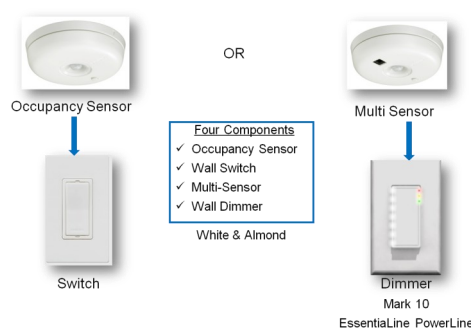 OR
Occupancy Sensor
Multi Sensor
Four Components
✓ Occupancy Sensor
✓ Wall Switch
✓ Multi-Sensor
✓ Wall Dimmer
White & Almond
Switch
Dimmer
Mark 10
EssentiaLine PowerLine